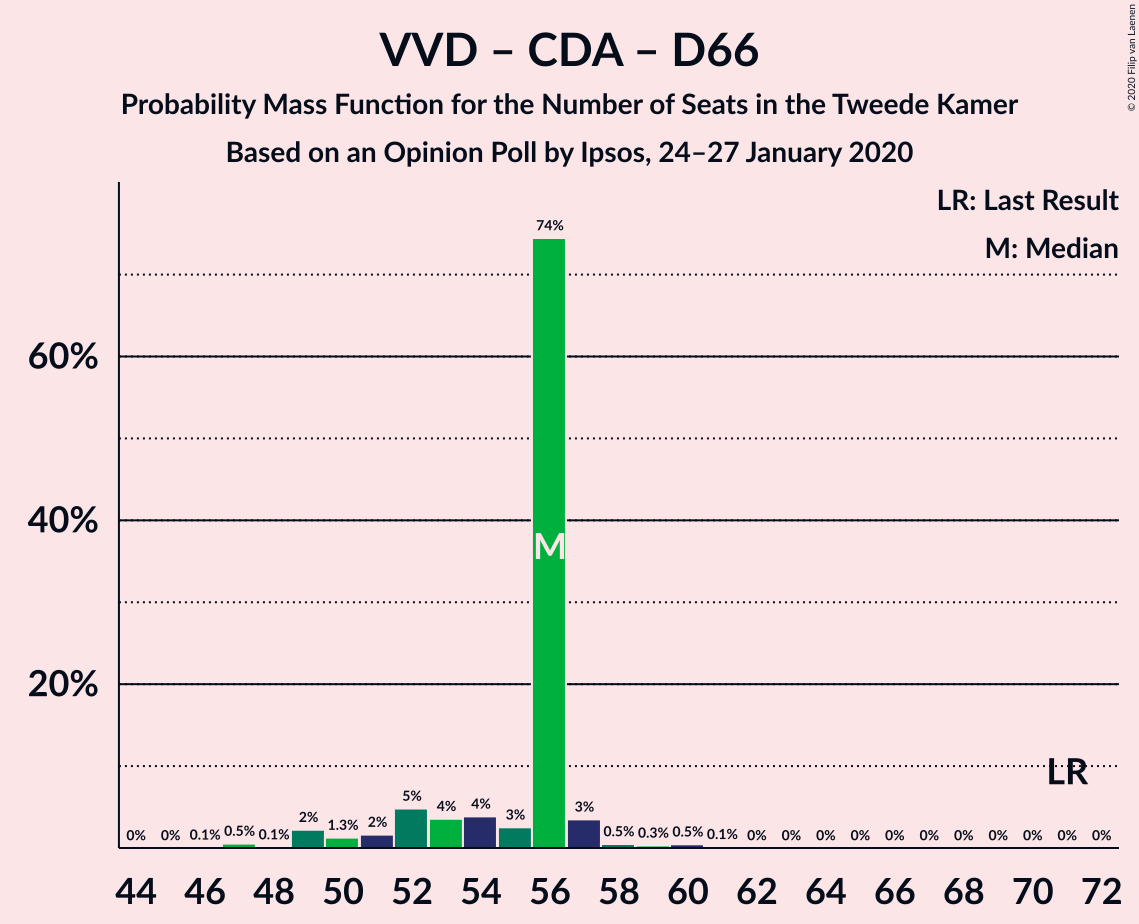 VVD – CDA – D66
Probability Mass Function for the Number of Seats in the Tweede Kamer
Based on an Opinion Poll by Ipsos, 24–27 January 2020
© 2020 Filip van Laenen
LR: Last Result
M: Median
60%
40%
20%
0% 0% 0.1% 0.5% 0.1% 2% 1.3% 2% 5% 4% 4% 3% 74% 3% 0.5% 0.3% 0.5% 0.1% 0% 0% 0% 0% 0% 0% 0% 0% 0% 0% 0%
M
LR
44 46 48 50 52 54 56 58 60 62 64 66 68 70 72